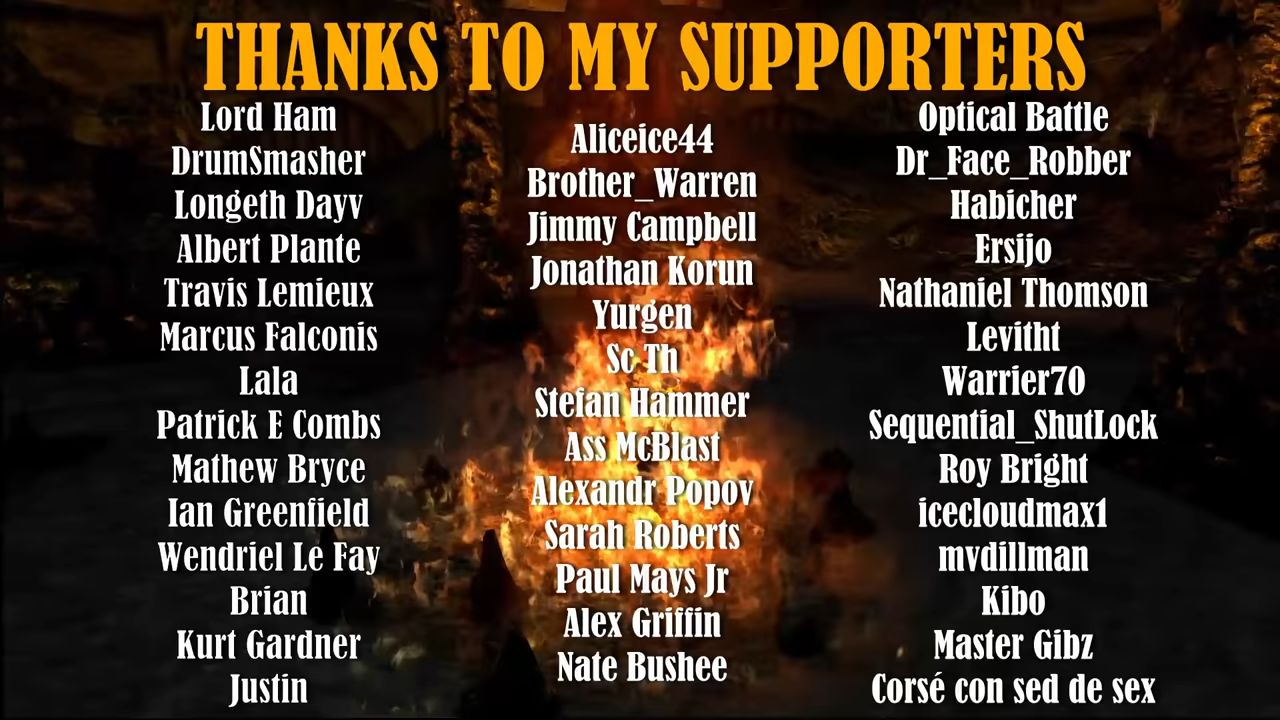 THANKS TO MY SUPPORTERS
Lord Ham
DrumSmasher
Longeth Dayv
Albert Plante
Travis Lemieux
Marcus Falconis
Lala
Patrick E Combs
Mathew Bryce
Ian Greenfield
Wendriel Le Fay
Brian
Kurt Gardner
Justin
Aliceice44
Brother_Warren
Jimmy Campbell
Jonathan Korun
Yurgen
Sc Th
Stefan Hammer
Ass McBlast
Alexandr Popov
Sarah Roberts
Paul Mays Jr
Alex Griffin
Nate Bushee
Optical Battle
Dr_Face_Robber
Habicher
Ersijo
Nathaniel Thomson
Levitht
Warrier70
Sequential_ShutLock
Roy Bright
icecloudmax1
mvdillman
Kibo
Master Gibz
Corsé con sed de sex